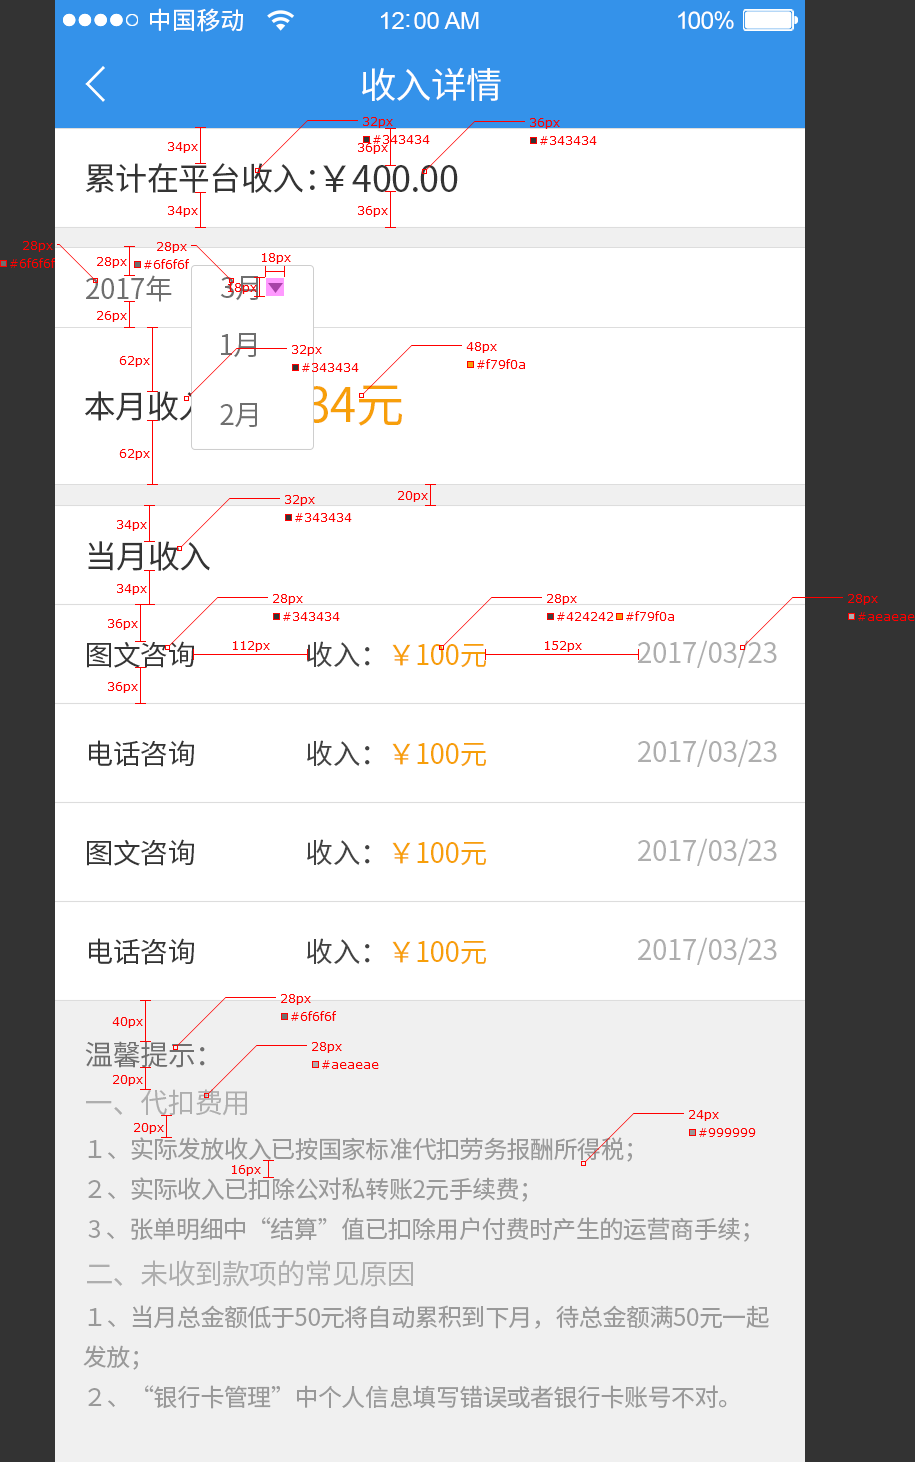 中国移动 12:00 AM 100%
收入详情
32px #343434
36px #343434
34px
36px
累计在平台收入：￥400.00
34px
36px
28px #6f6f6f
28px #6f6f6f
18px
28px
18px
2017年
3月
26px
1月
2月
62px
32px #343434
48px #f79f0a
本月收入
34元
62px
20px
32px #343434
34px
当月收入
34px
28px #343434
28px #424242 #f79f0a
28px #aeaeae
36px
112px
152px
图文咨询 收入：￥100元 2017/03/23
36px
电话咨询 收入：￥100元 2017/03/23
图文咨询 收入：￥100元 2017/03/23
电话咨询 收入：￥100元 2017/03/23
28px #6f6f6f
40px
温馨提示：
28px #aeaeae
20px
一、代扣费用
24px #999999
20px
1、实际发放收入已按国家标准代扣劳务报酬所得税；
16px
2、实际收入已扣除公对私转账2元手续费；
3、张单明细中“结算”值已扣除用户付费时产生的运营商手续；
二、未收到款项的常见原因
1、当月总金额低于50元将自动累积到下月，待总金额满50元一起
发放；
2、“银行卡管理”中个人信息填写错误或者银行卡账号不对。